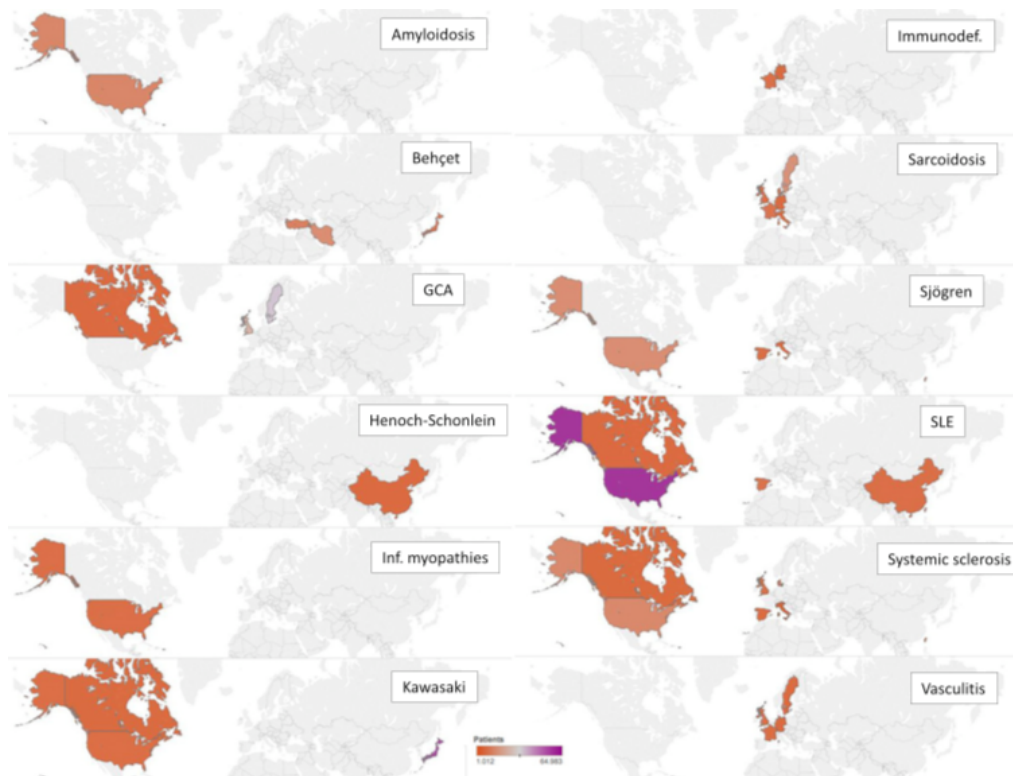 Amyloidosis
Immunodef.
Behçet
Sarcoidosis
GCA
Sjögren
Henoch-Schonlein
SLE
Inf. myopathies
Systemic sclerosis
Kawasaki
Vasculitis
Patients
1.012
64.983